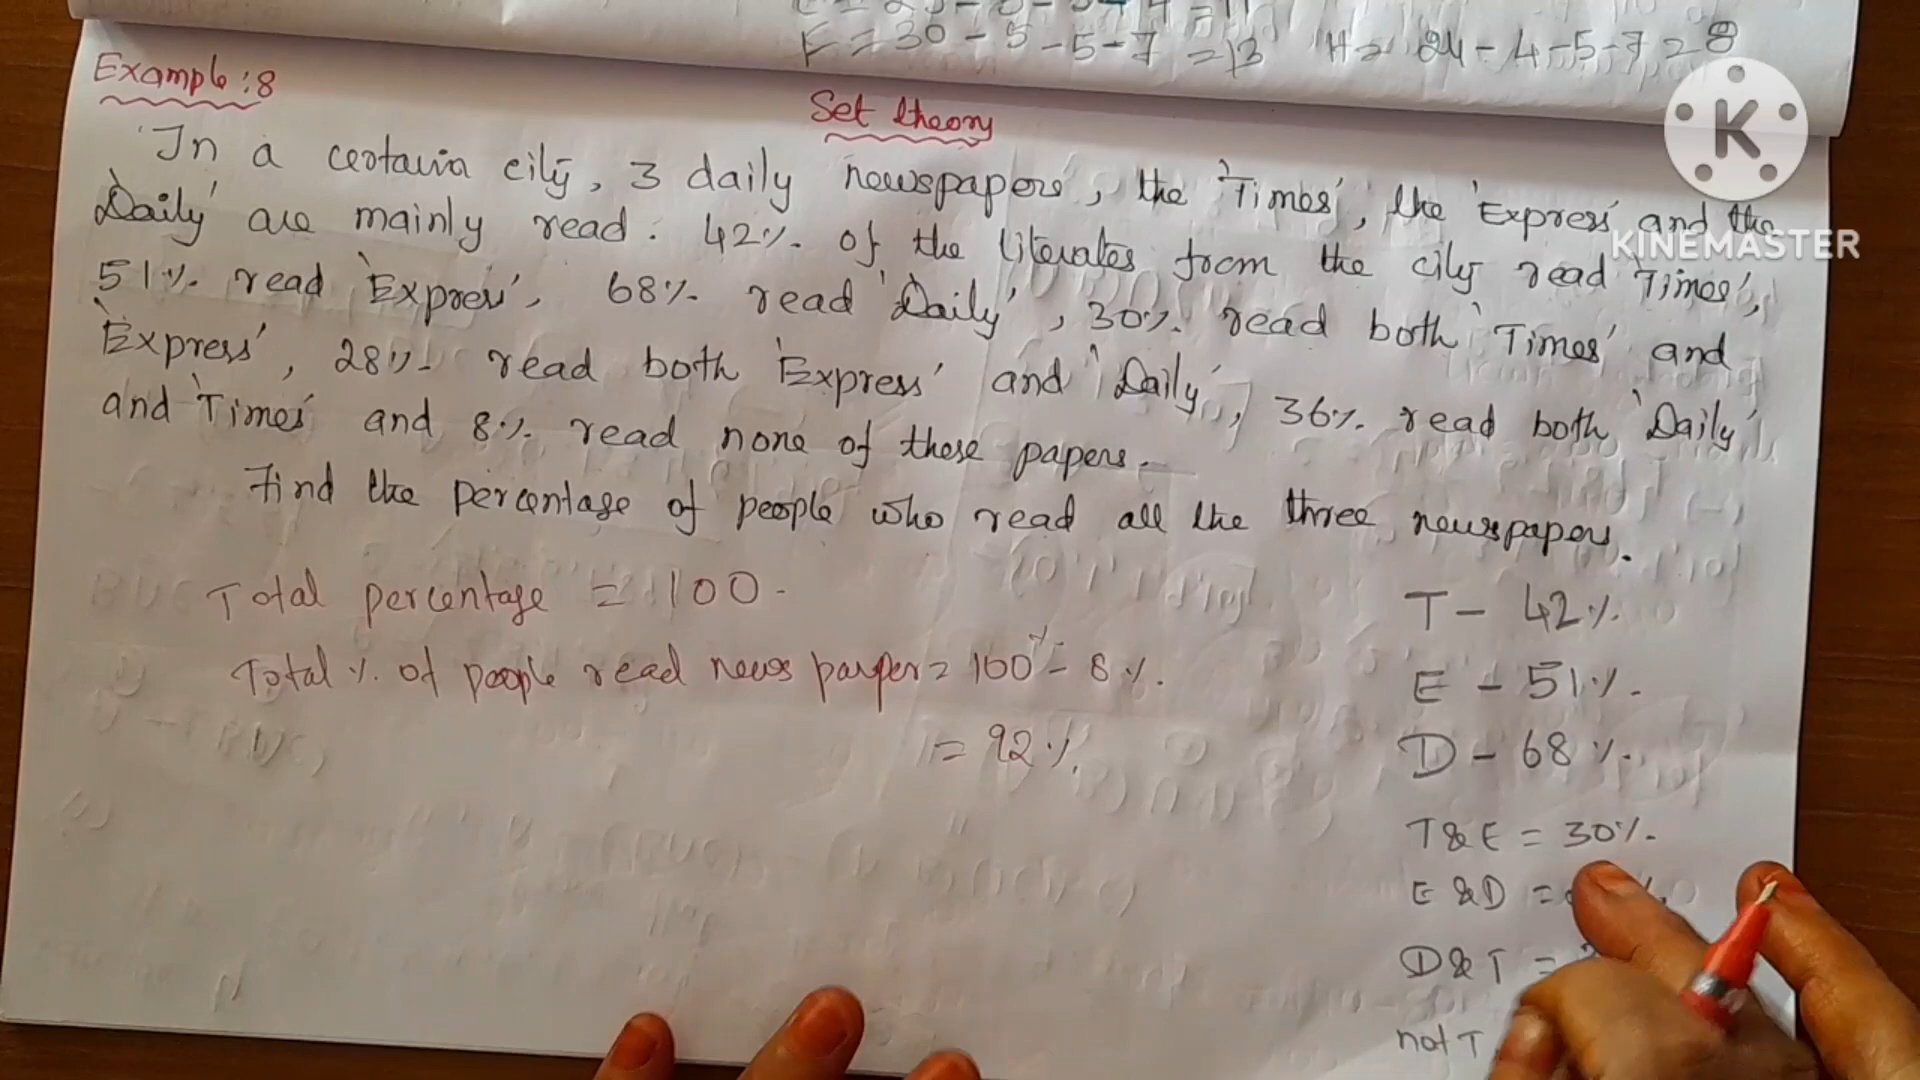 F = 30 - 5 - 5 - 7 = 13 H = 24 - 4 - 5 - 7 = 8
Example : 8
Set theory
K
KINEMASTER
In a certain city, 3 daily newspapers, the 'Times', the 'Express' and the
'Daily' are mainly read. 42% of the literates from the city read 'Times',
51% read 'Express', 68% read 'Daily', 30% read both 'Times' and
'Express', 28% read both 'Express' and 'Daily', 36% read both 'Daily'
and 'Times' and 8% read none of these papers.
Find the percentage of people who read all the three newspapers.
Total percentage = 100.
Total % of people read news parper = 100% - 8%.
= 92%.
T - 42%.
E - 51%.
D - 68%.
T & E = 30%.
E & D =
D & T =
not T